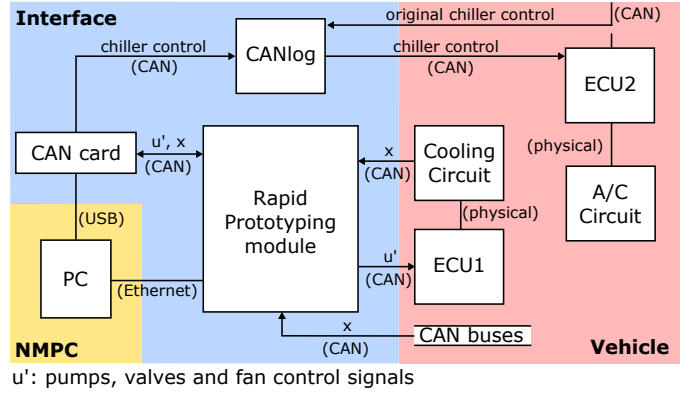 Interface
original chiller control
(CAN)
chiller control
(CAN)
CANlog
chiller control
(CAN)
ECU2
CAN card
u', x
(CAN)
Rapid
Prototyping
module
x
(CAN)
Cooling
Circuit
(physical)
A/C
Circuit
(physical)
(USB)
PC
(Ethernet)
u'
(CAN)
ECU1
x
(CAN)
CAN buses
NMPC
Vehicle
u': pumps, valves and fan control signals